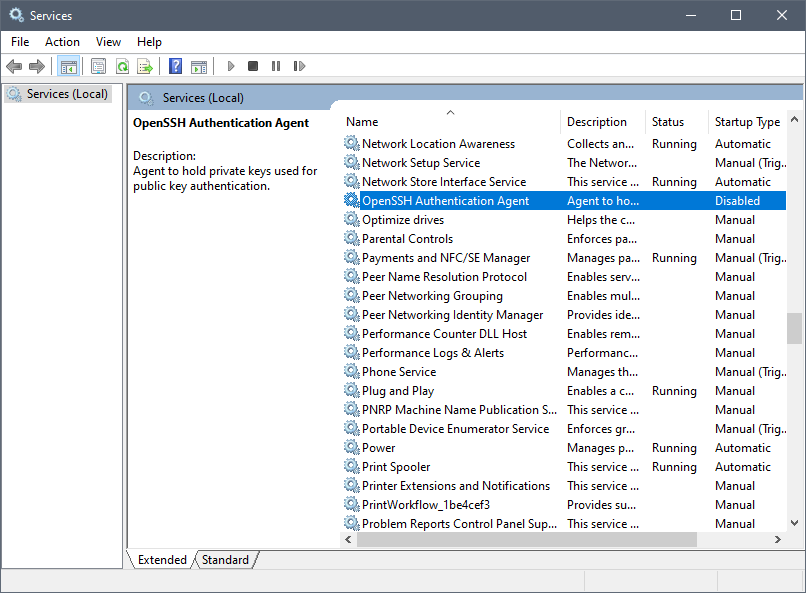 Services
File Action View Help
Services (Local)
Services (Local)
OpenSSH Authentication Agent
Description:
Agent to hold private keys used for
public key authentication.
Name Description Status Startup Type
Network Location Awareness Collects an... Running Automatic
Network Setup Service The Networ... Manual (Trig...
Network Store Interface Service This service ... Running Automatic
OpenSSH Authentication Agent Agent to ho... Disabled
Optimize drives Helps the c... Manual
Parental Controls Enforces pa... Manual
Payments and NFC/SE Manager Manages pa... Running Manual (Trig...
Peer Name Resolution Protocol Enables serv... Manual
Peer Networking Grouping Enables mul... Manual
Peer Networking Identity Manager Provides ide... Manual
Performance Counter DLL Host Enables rem... Manual
Performance Logs & Alerts Performanc... Manual
Phone Service Manages th... Manual (Trig...
Plug and Play Enables a c... Running Manual
PNRP Machine Name Publication S... This service ... Manual
Portable Device Enumerator Service Enforces gr... Manual (Trig...
Power Manages p... Running Automatic
Print Spooler This service ... Running Automatic
Printer Extensions and Notifications This service ... Manual
PrintWorkflow_1be4cef3 Provides su... Manual
Problem Reports Control Panel Sup... This service ... Manual
Extended Standard